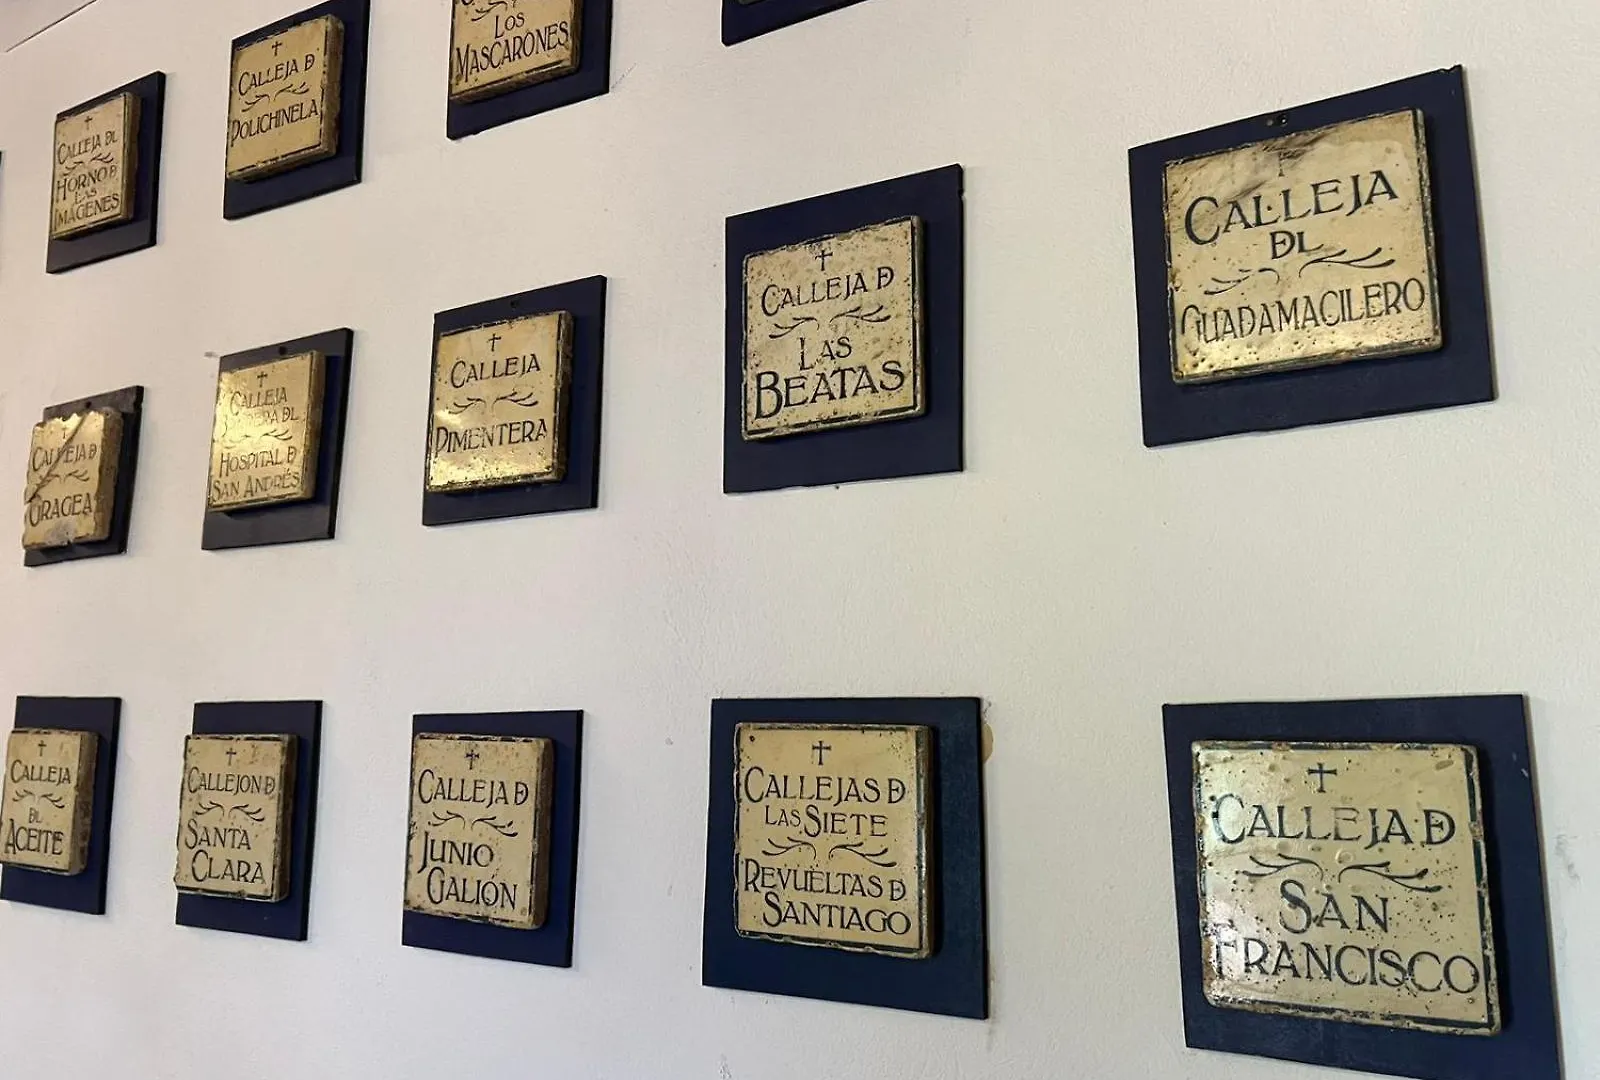 CALLEJA DL
HORNO D
LAS
IMÁGENES
CALLEJA D
POLICHINELA
LOS
MASCARONES
CALLEJA D
LAS
BEATAS
CALLEJA
DL
GUADAMACILERO
CALLEJA D
GRAGEA
CALLEJA
DL
HOSPITAL D
SAN ANDRÉS
CALLEJA
PIMENTERA
CALLEJA
DL
ACEITE
CALLEJON D
SANTA
CLARA
CALLEJA D
JUNIO
GALION
CALLEJAS D
LAS SIETE
REVUELTAS D
SANTIAGO
CALLEJA D
SAN
FRANCISCO